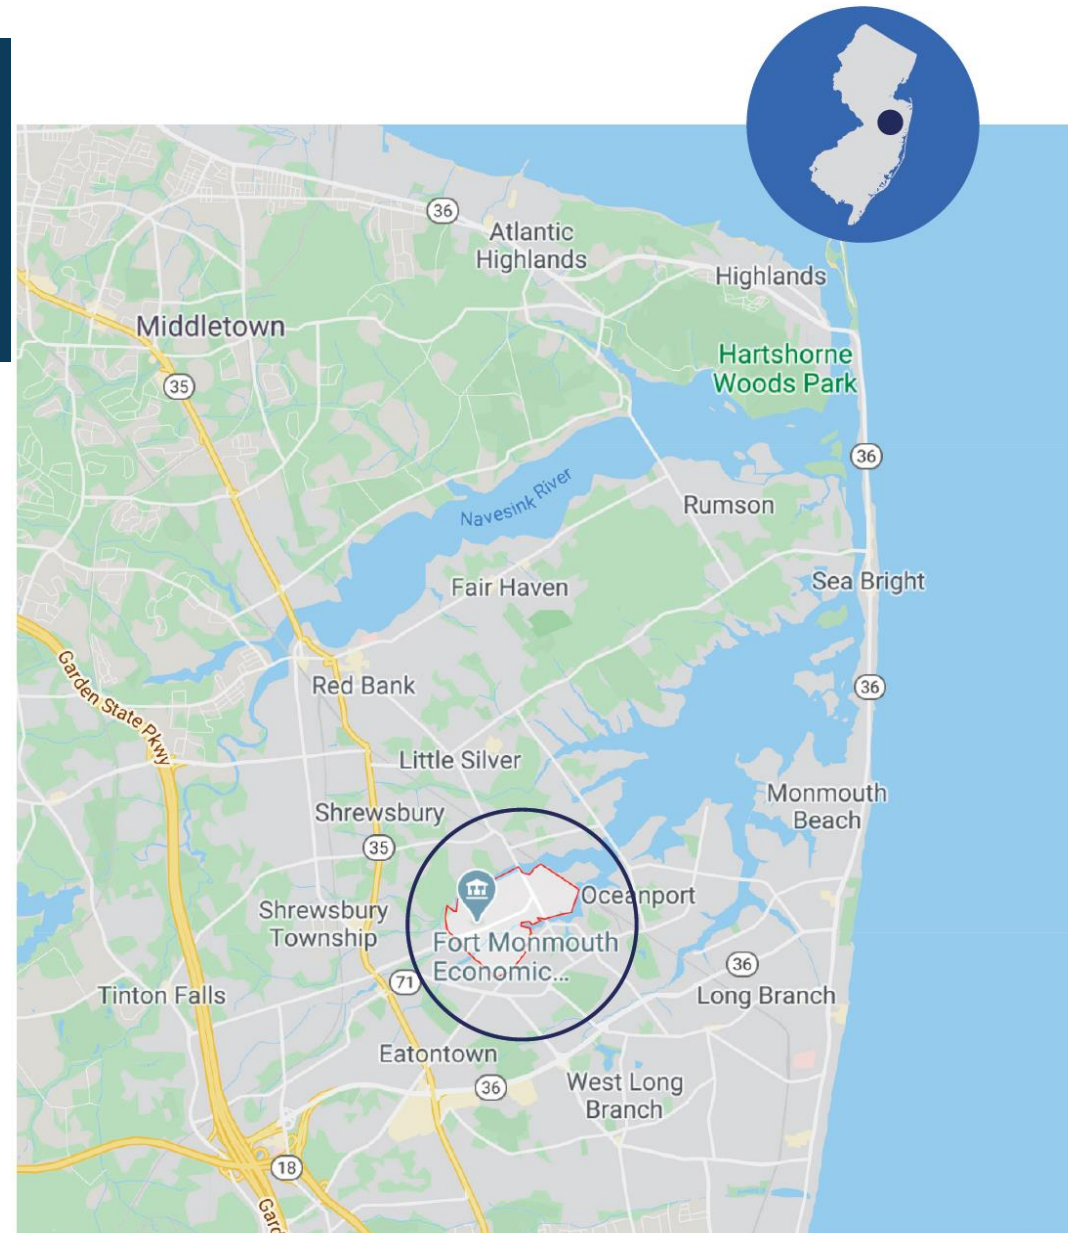 36
Atlantic
Highlands
Highlands
Middletown
Hartshorne
Woods Park
35
36
Navesink River
Rumson
Fair Haven
Sea Bright
Garden State Pkwy
Red Bank
36
Little Silver
Monmouth
Beach
Shrewsbury
35
Oceanport
Shrewsbury
Township
Fort Monmouth
Economic...
36
71
Tinton Falls
Long Branch
Eatontown
36
West Long
Branch
18
Gard